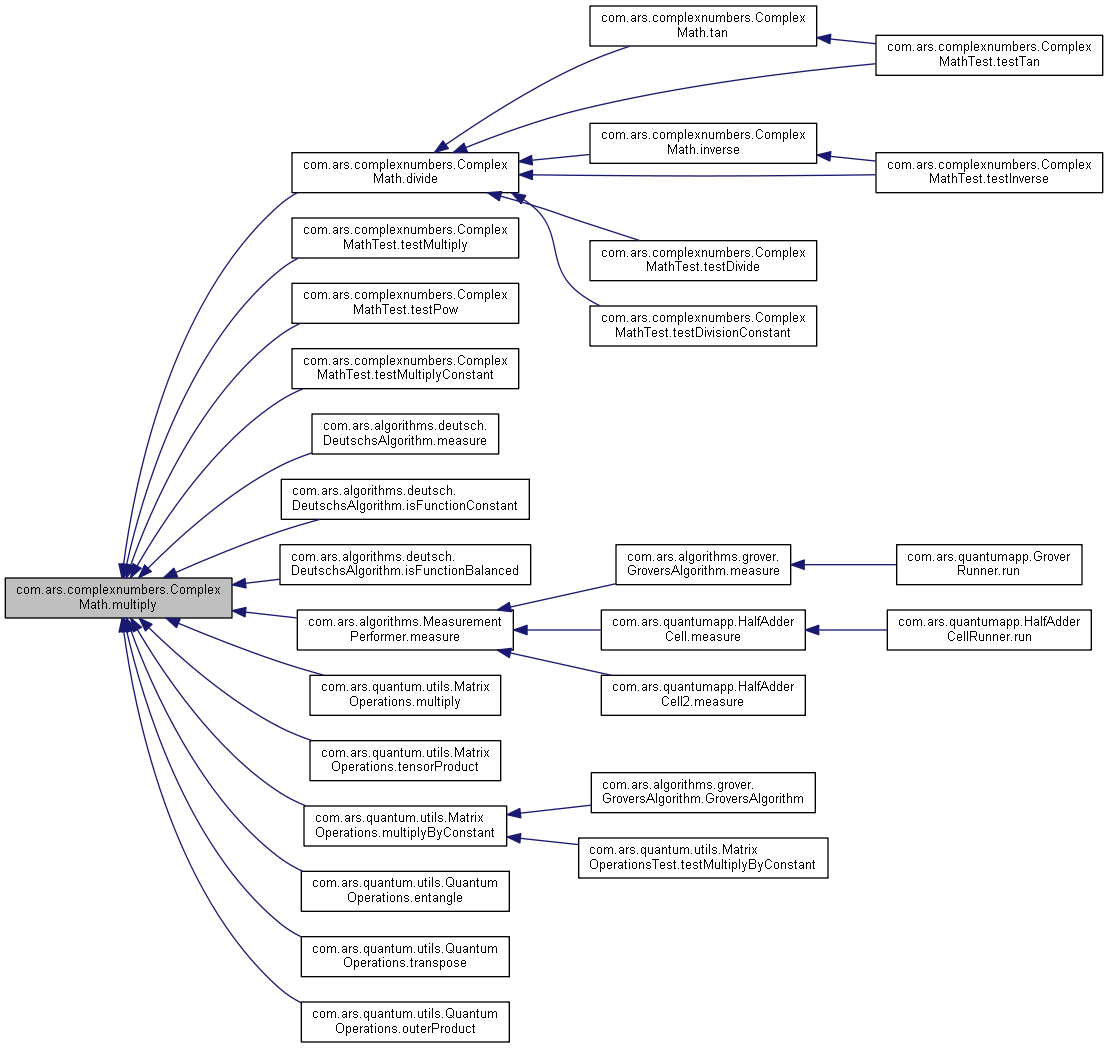 com.ars.complexnumbers.Complex
Math.multiply
com.ars.complexnumbers.Complex
Math.divide
com.ars.complexnumbers.Complex
MathTest.testMultiply
com.ars.complexnumbers.Complex
MathTest.testPow
com.ars.complexnumbers.Complex
MathTest.testMultiplyConstant
com.ars.algorithms.deutsch.
DeutschsAlgorithm.measure
com.ars.algorithms.deutsch.
DeutschsAlgorithm.isFunctionConstant
com.ars.algorithms.deutsch.
DeutschsAlgorithm.isFunctionBalanced
com.ars.algorithms.Measurement
Performer.measure
com.ars.quantum.utils.Matrix
Operations.multiply
com.ars.quantum.utils.Matrix
Operations.tensorProduct
com.ars.quantum.utils.Matrix
Operations.multiplyByConstant
com.ars.quantum.utils.Quantum
Operations.entangle
com.ars.quantum.utils.Quantum
Operations.transpose
com.ars.quantum.utils.Quantum
Operations.outerProduct
com.ars.complexnumbers.Complex
Math.tan
com.ars.complexnumbers.Complex
Math.inverse
com.ars.complexnumbers.Complex
MathTest.testDivide
com.ars.complexnumbers.Complex
MathTest.testDivisionConstant
com.ars.algorithms.grover.
GroversAlgorithm.measure
com.ars.quantumapp.HalfAdder
Cell.measure
com.ars.quantumapp.HalfAdder
Cell2.measure
com.ars.algorithms.grover.
GroversAlgorithm.GroversAlgorithm
com.ars.quantum.utils.Matrix
OperationsTest.testMultiplyByConstant
com.ars.complexnumbers.Complex
MathTest.testTan
com.ars.complexnumbers.Complex
MathTest.testInverse
com.ars.quantumapp.Grover
Runner.run
com.ars.quantumapp.HalfAdder
CellRunner.run